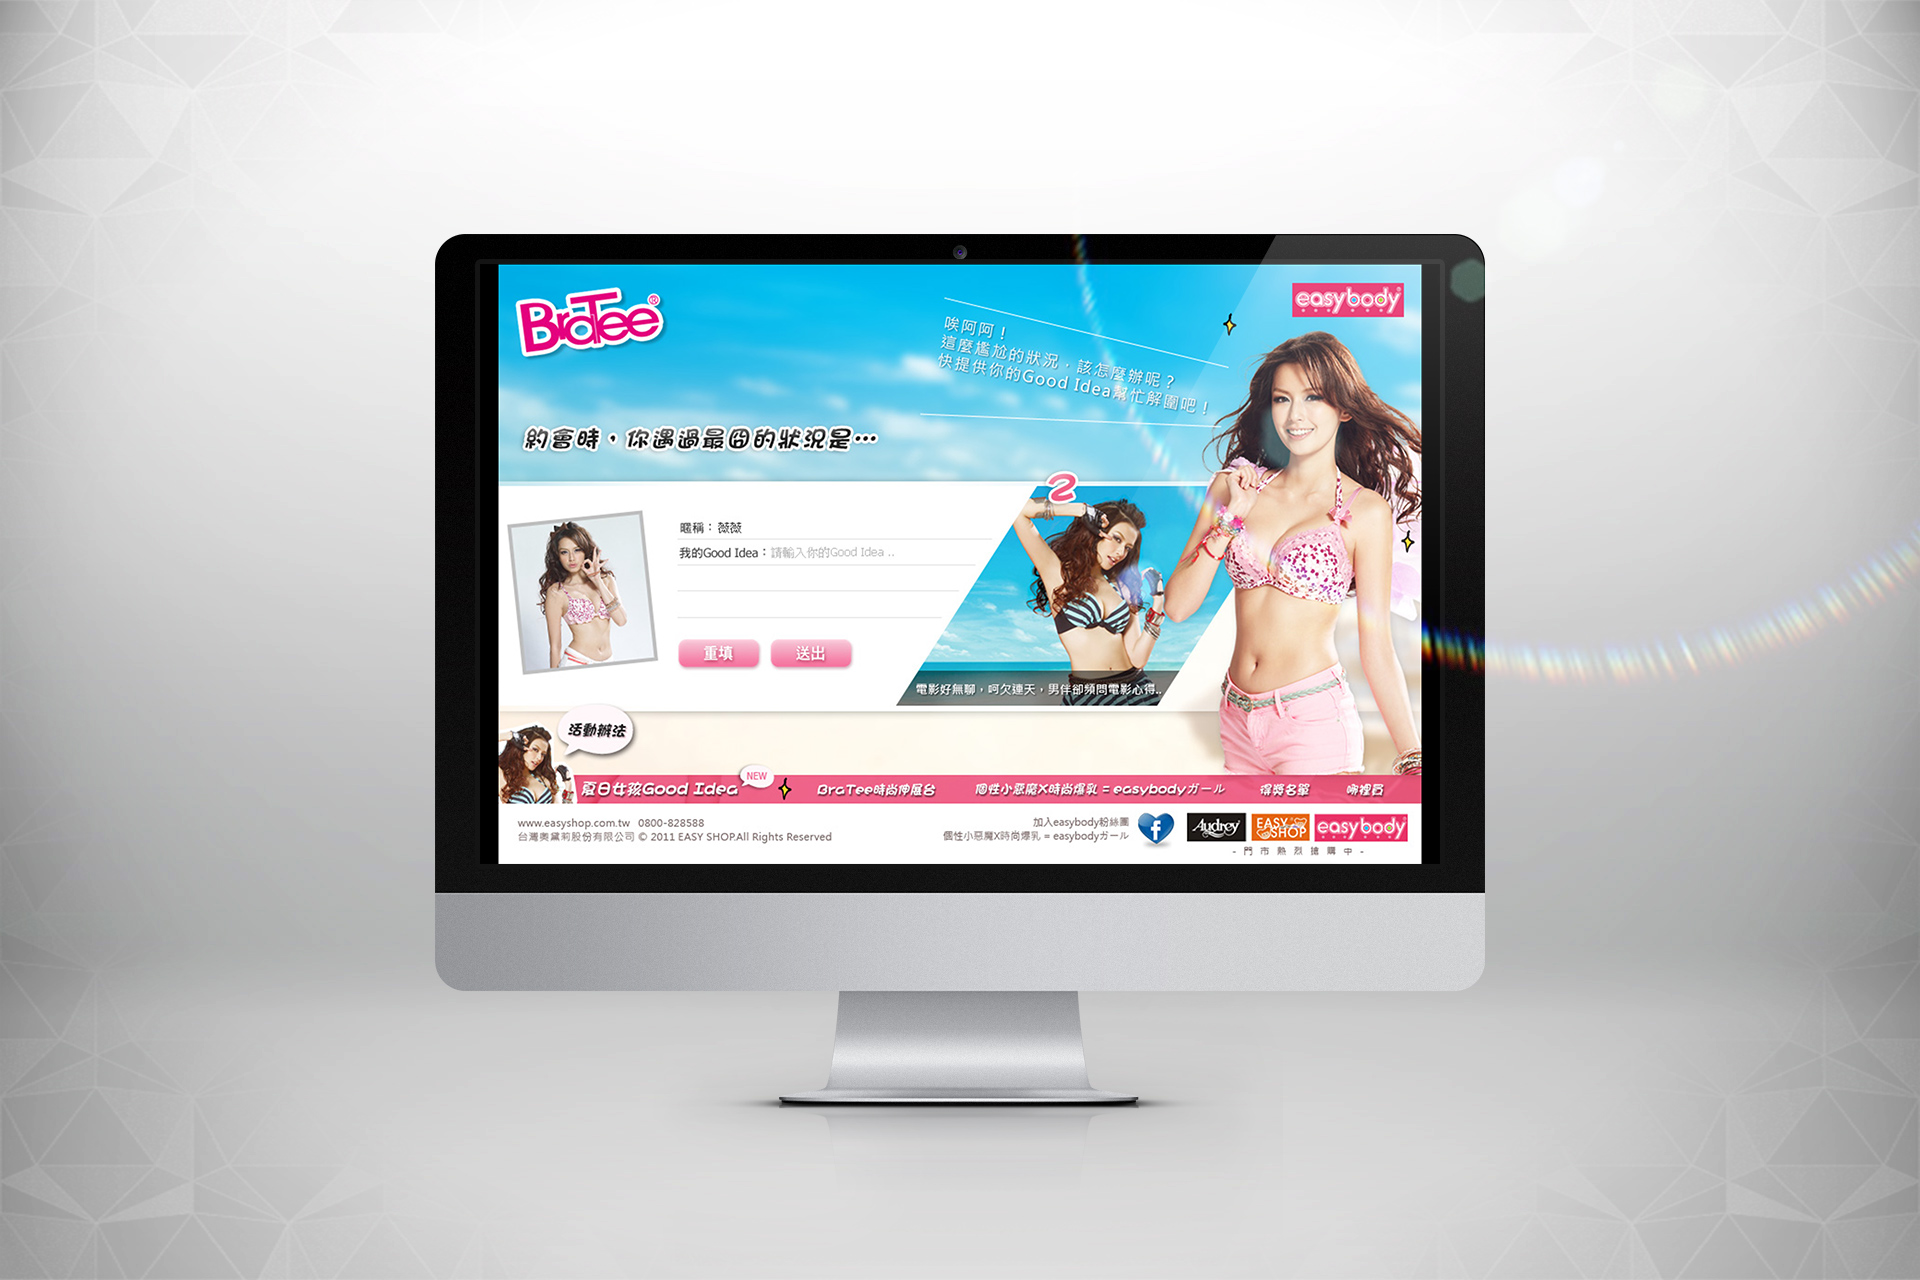 BraTee®
easybody®
唉阿阿！
這麼尷尬的狀況，該怎麼辦呢？
快提供你的Good Idea幫忙解圍吧！
約會時，你遇過最囧的狀況是…
2
暱稱：薇薇
我的Good Idea：請輸入你的Good Idea ..
重填 送出
電影好無聊，呵欠連天，男伴卻頻問電影心得..
活動辦法
NEW
夏日女孩Good Idea BraTee時尚伸展台 個性小惡魔X時尚爆乳 = easybodyガール 得獎名單 哪裡買
www.easyshop.com.tw 0800-828588
台灣奧黛莉股份有限公司 © 2011 EASY SHOP.All Rights Reserved
加入easybody粉絲團
個性小惡魔X時尚爆乳 = easybodyガール
f
Audrey EASY SHOP easybody
- 門 市 熱 烈 搶 購 中 -